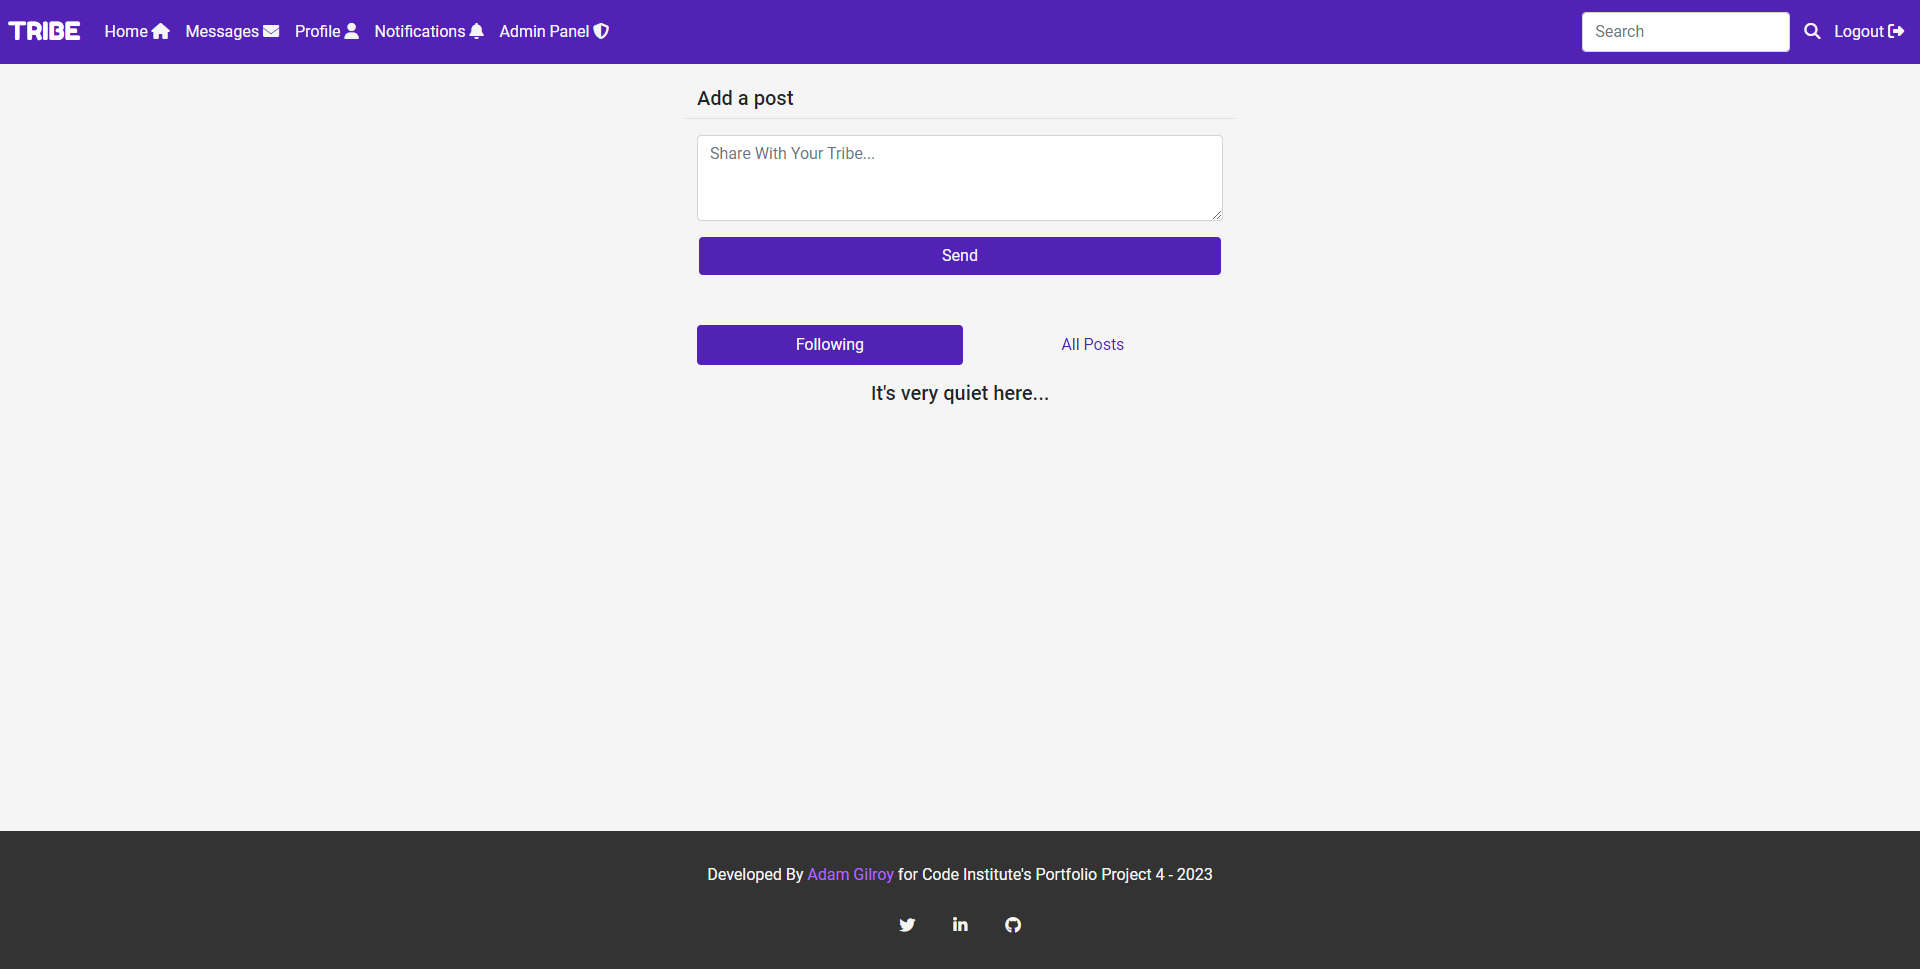 TRIBE Home Messages Profile Notifications Admin Panel Search Logout
Add a post
Share With Your Tribe...
Send
Following All Posts
It's very quiet here...
Developed By Adam Gilroy for Code Institute's Portfolio Project 4 - 2023